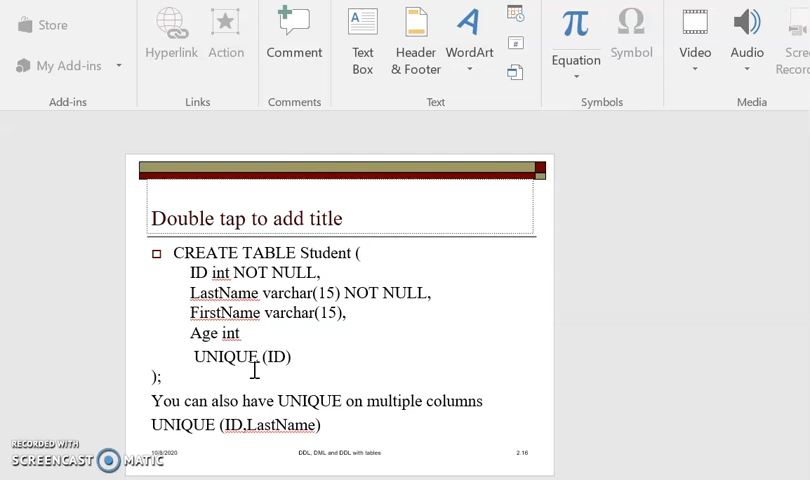 Store
My Add-ins
Add-ins
Hyperlink
Action
Links
Comment
Comments
Text
Box
Header
& Footer
WordArt
#
Text
Equation
Symbol
Symbols
Video
Audio
Scre
Recor
Media
Double tap to add title
CREATE TABLE Student (
ID int NOT NULL,
LastName varchar(15) NOT NULL,
FirstName varchar(15),
Age int
UNIQUE (ID)
);
You can also have UNIQUE on multiple columns
UNIQUE (ID,LastName)
10/8/2020
DDL, DML and DDL with tables
2.16
RECORDED WITH
SCREENCAST MATIC